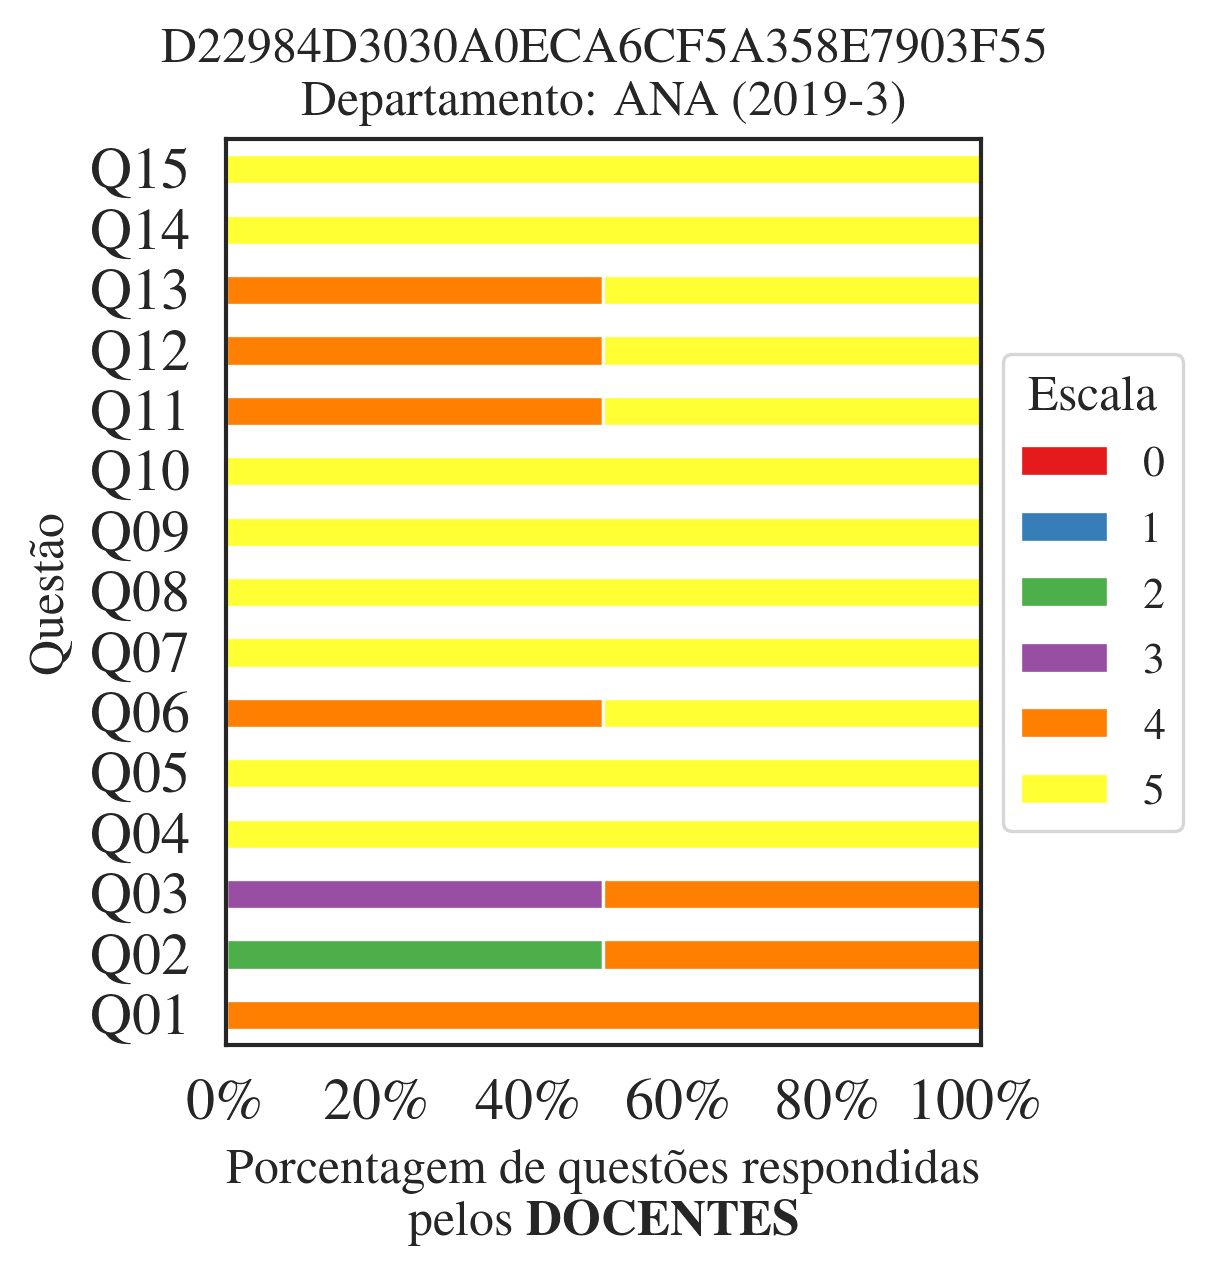 D22984D3030A0ECA6CF5A358E7903F55
Departamento: ANA (2019-3)
Q15
Q14
Q13
Q12
Q11
Q10
Q09
Q08
Q07
Q06
Q05
Q04
Q03
Q02
Q01
Questão
0% 20% 40% 60% 80% 100%
Porcentagem de questões respondidas
pelos DOCENTES
Escala
0
1
2
3
4
5